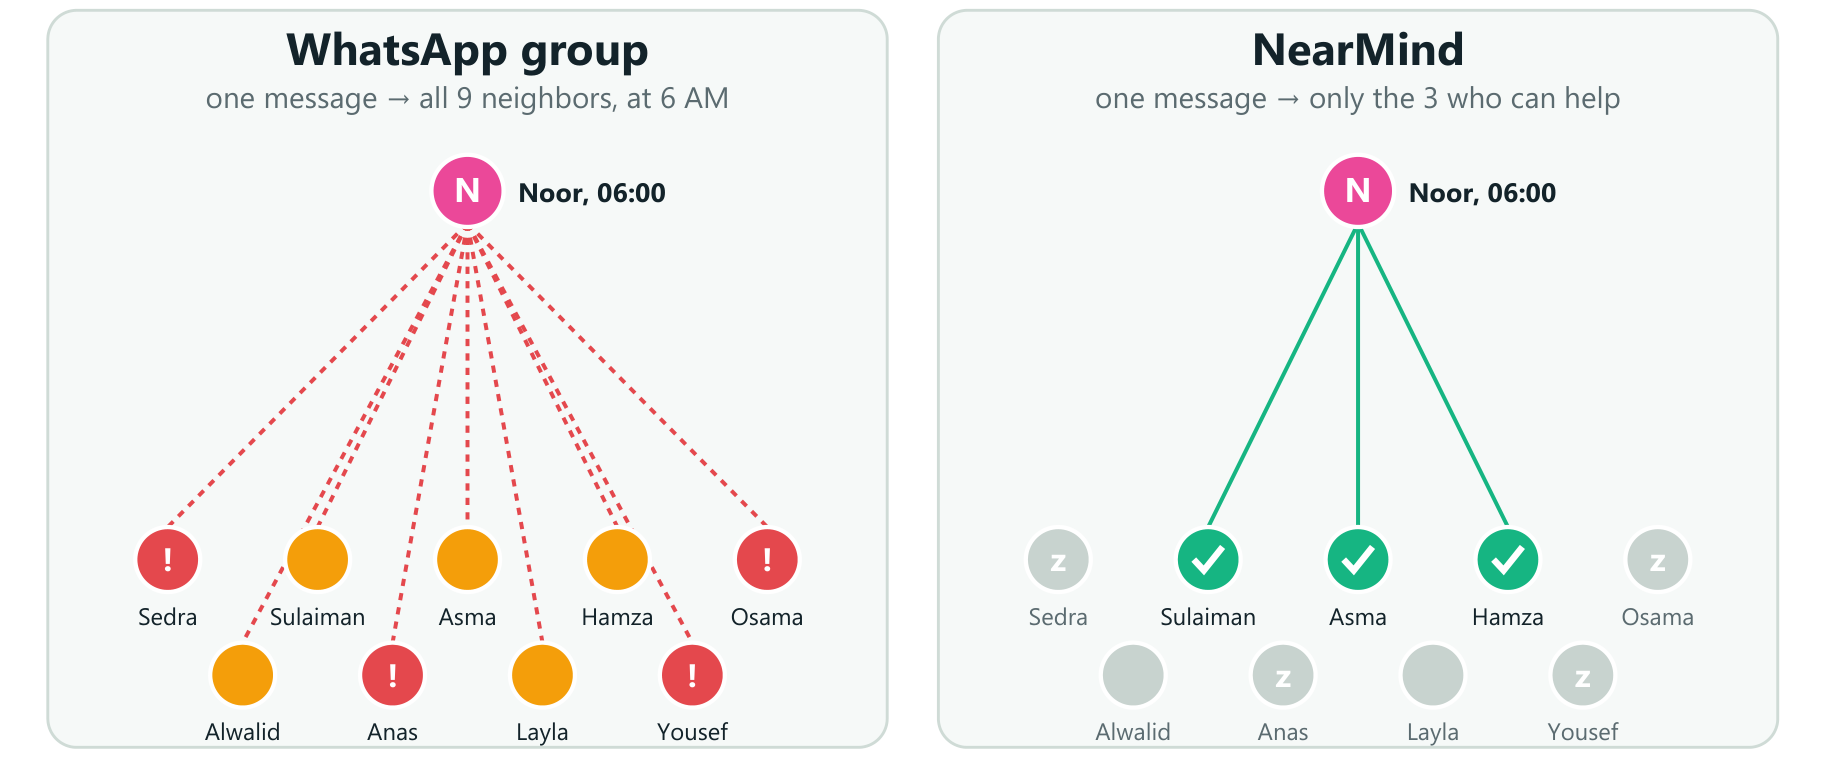 WhatsApp group
one message → all 9 neighbors, at 6 AM
N
Noor, 06:00
!
!
Sedra
Sulaiman
Asma
Hamza
Osama
!
!
Alwalid
Anas
Layla
Yousef
NearMind
one message → only the 3 who can help
N
Noor, 06:00
z
z
Sedra
Sulaiman
Asma
Hamza
Osama
z
z
Alwalid
Anas
Layla
Yousef